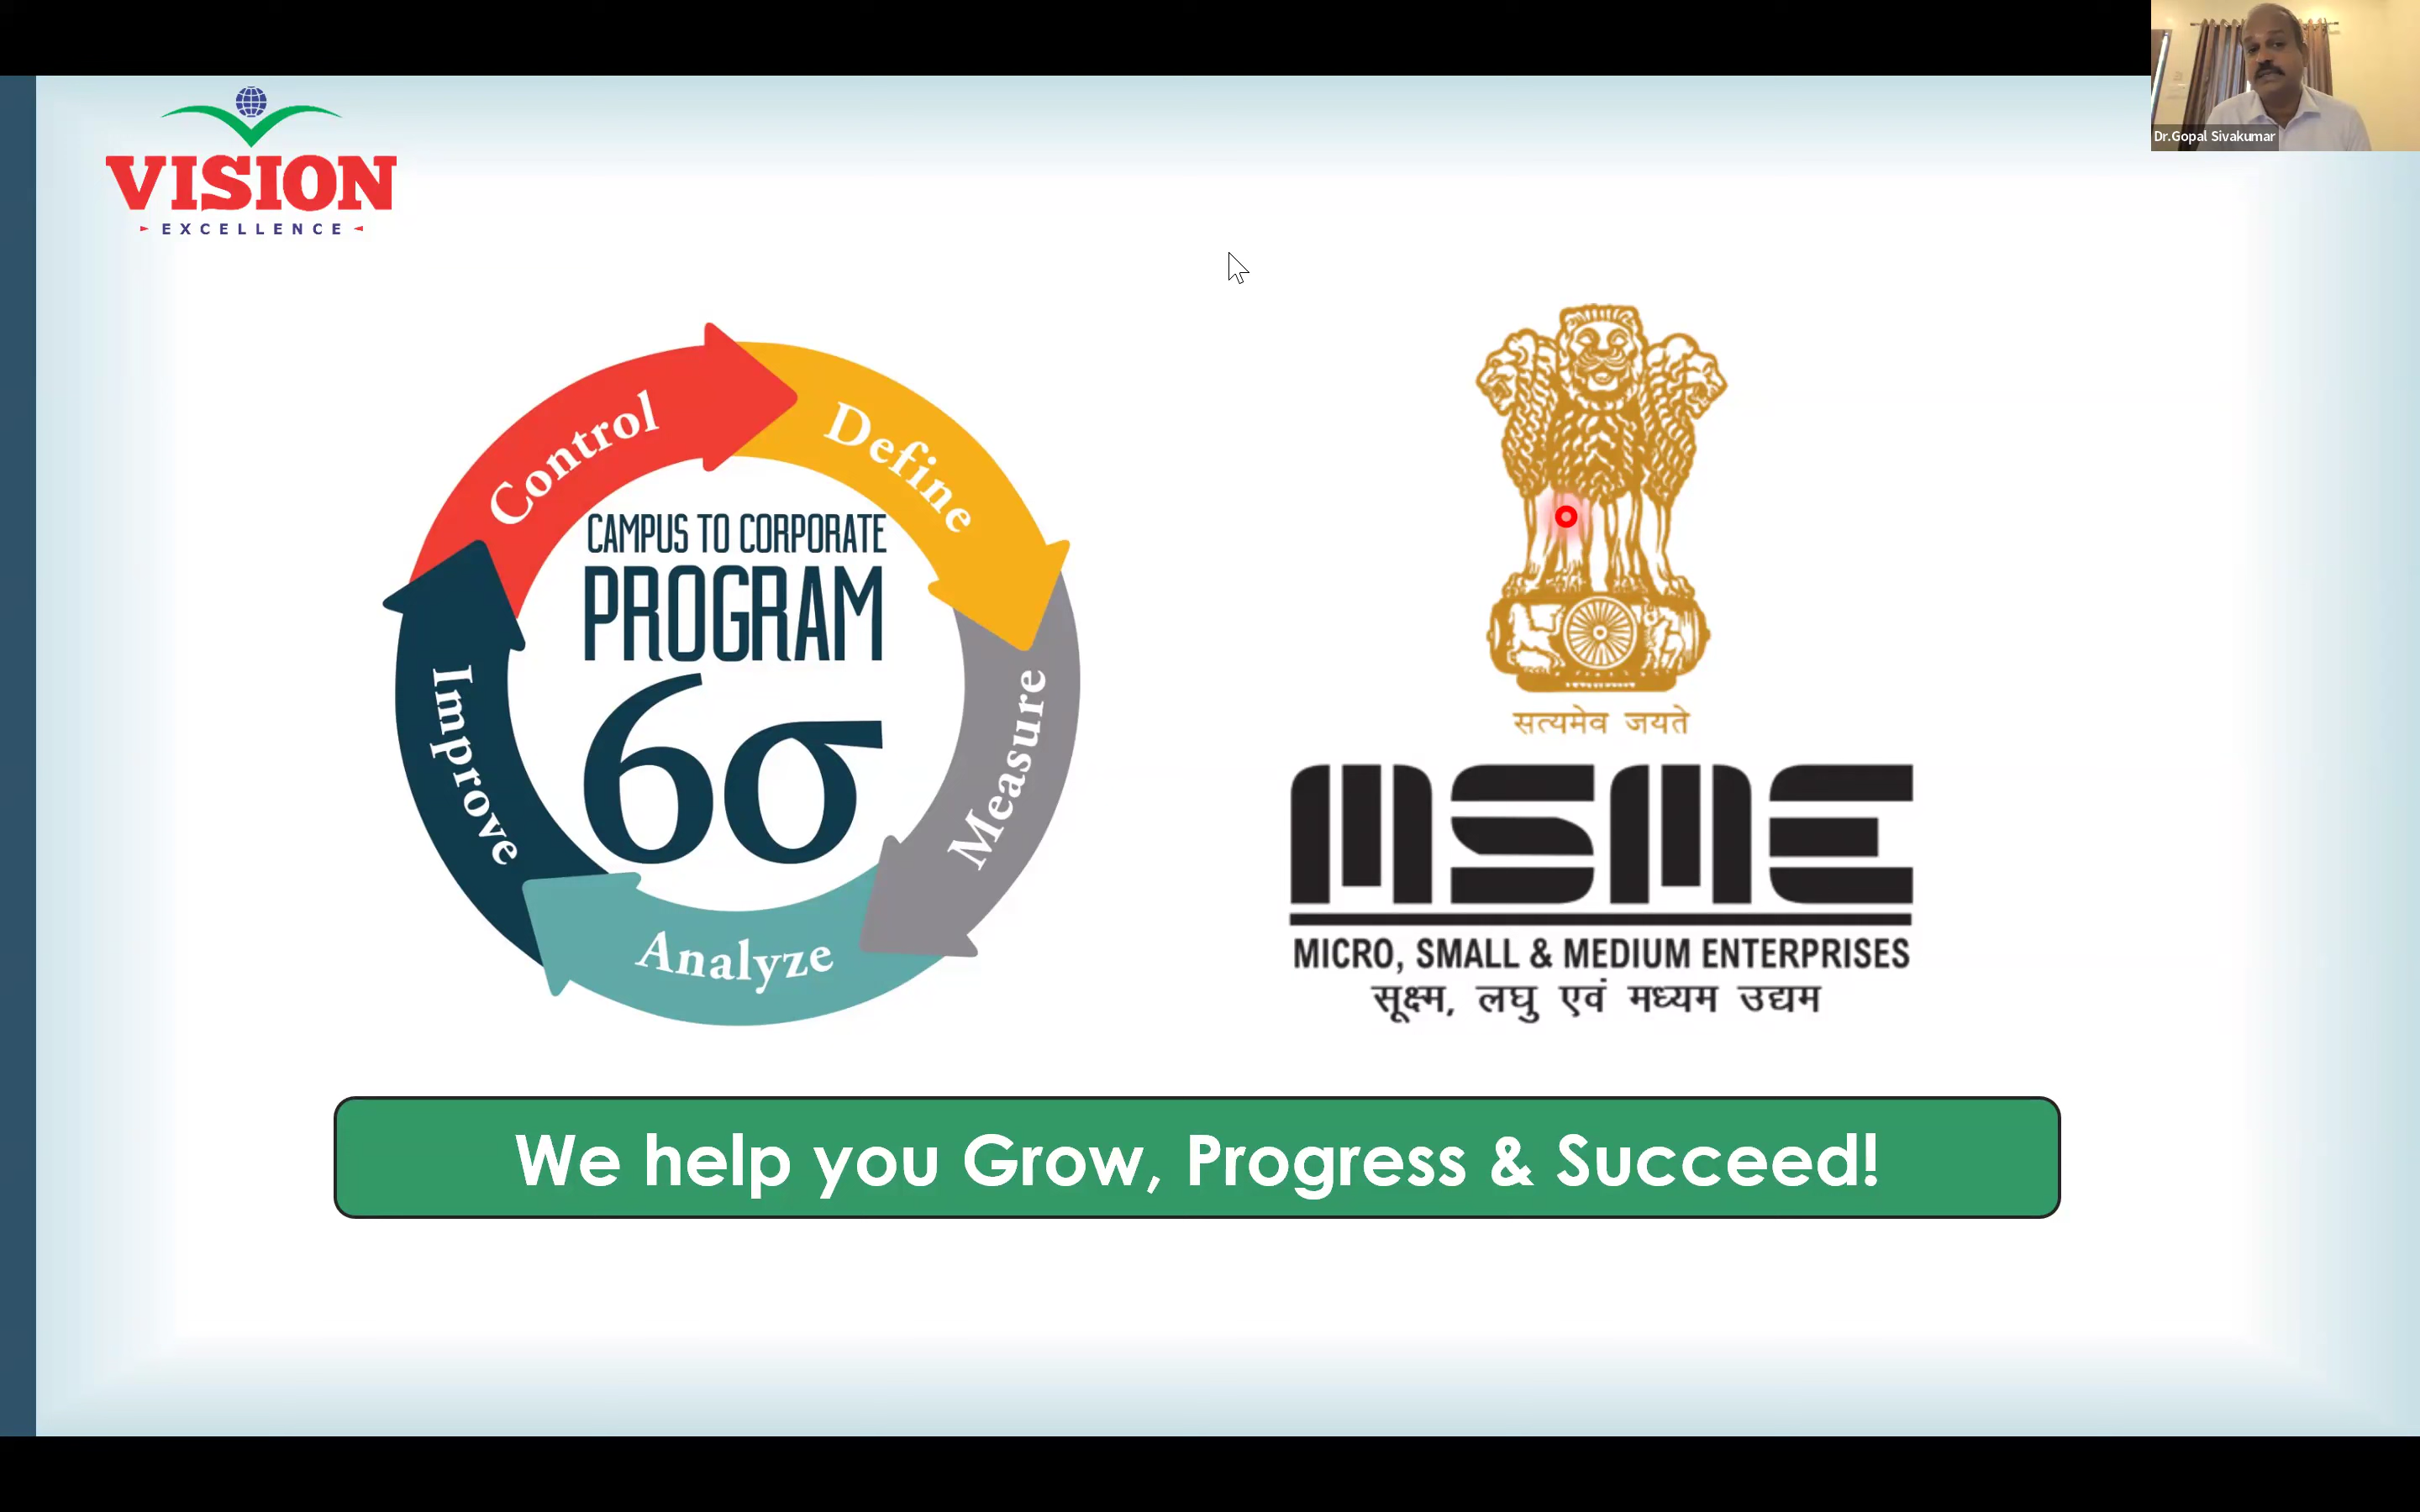 VISION
EXCELLENCE
Dr.Gopal Sivakumar
Control
Define
Measure
Analyze
Improve
CAMPUS TO CORPORATE
PROGRAM
6σ
सत्यमेव जयते
MSME
MICRO, SMALL & MEDIUM ENTERPRISES
सूक्ष्म, लघु एवं मध्यम उद्यम
We help you Grow, Progress & Succeed!